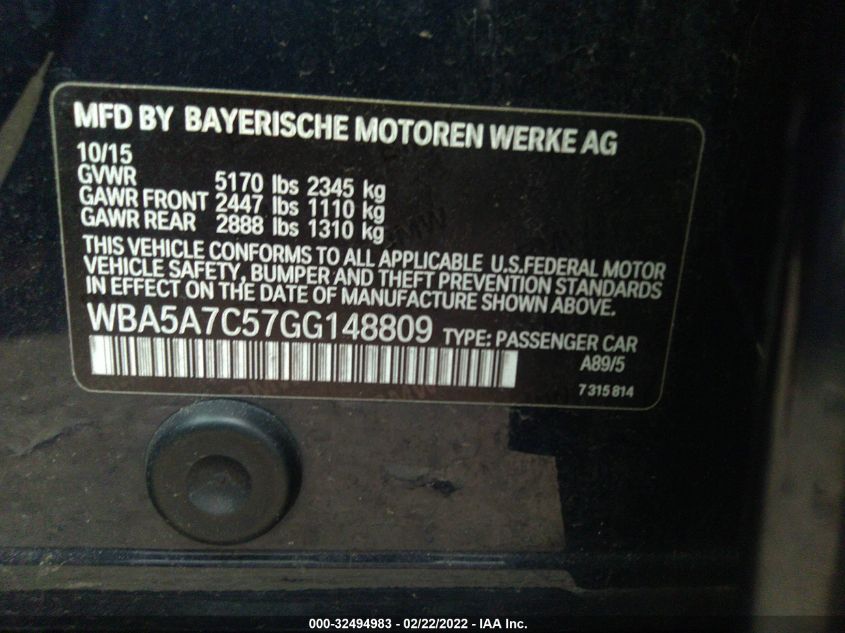 MFD BY BAYERISCHE MOTOREN WERKE AG
10/15
GVWR 5170 lbs 2345 kg
GAWR FRONT 2447 lbs 1110 kg
GAWR REAR 2888 lbs 1310 kg
THIS VEHICLE CONFORMS TO ALL APPLICABLE U.S.FEDERAL MOTOR
VEHICLE SAFETY, BUMPER AND THEFT PREVENTION STANDARDS
IN EFFECT ON THE DATE OF MANUFACTURE SHOWN ABOVE.
WBA5A7C57GG148809 TYPE: PASSENGER CAR
A89/5
7 315 814
000-32494983 - 02/22/2022 - IAA Inc.